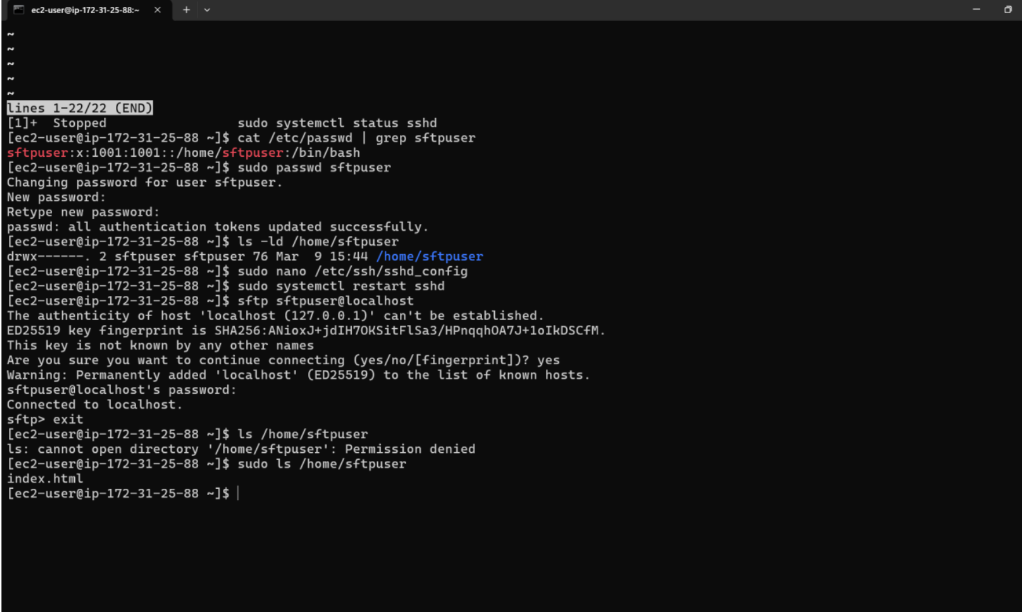 ec2-user@ip-172-31-25-88:~
~
~
~
~
~
lines 1-22/22 (END)
[1]+  Stopped                 sudo systemctl status sshd
[ec2-user@ip-172-31-25-88 ~]$ cat /etc/passwd | grep sftpuser
sftpuser:x:1001:1001::/home/sftpuser:/bin/bash
[ec2-user@ip-172-31-25-88 ~]$ sudo passwd sftpuser
Changing password for user sftpuser.
New password:
Retype new password:
passwd: all authentication tokens updated successfully.
[ec2-user@ip-172-31-25-88 ~]$ ls -ld /home/sftpuser
drwx------. 2 sftpuser sftpuser 76 Mar  9 15:44 /home/sftpuser
[ec2-user@ip-172-31-25-88 ~]$ sudo nano /etc/ssh/sshd_config
[ec2-user@ip-172-31-25-88 ~]$ sudo systemctl restart sshd
[ec2-user@ip-172-31-25-88 ~]$ sftp sftpuser@localhost
The authenticity of host 'localhost (127.0.0.1)' can't be established.
ED25519 key fingerprint is SHA256:ANioxJ+jdIH7OKSitFlSa3/HPnqqhOA7J+1oIkDSCfM.
This key is not known by any other names
Are you sure you want to continue connecting (yes/no/[fingerprint])? yes
Warning: Permanently added 'localhost' (ED25519) to the list of known hosts.
sftpuser@localhost's password:
Connected to localhost.
sftp> exit
[ec2-user@ip-172-31-25-88 ~]$ ls /home/sftpuser
ls: cannot open directory '/home/sftpuser': Permission denied
[ec2-user@ip-172-31-25-88 ~]$ sudo ls /home/sftpuser
index.html
[ec2-user@ip-172-31-25-88 ~]$